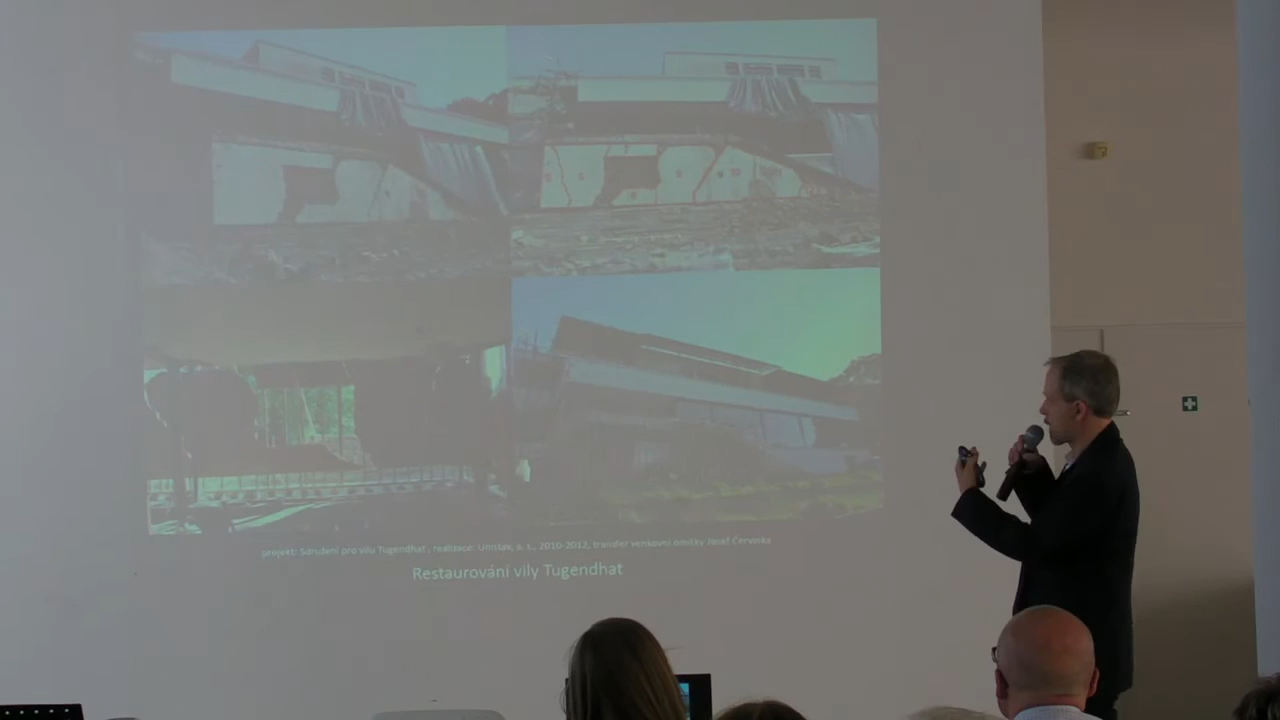 projekt: Sdružení pro vilu Tugendhat, realizace: Unistav, a. s., 2010-2012, transfer venkovní omítky Josef Červinka
Restaurování vily Tugendhat